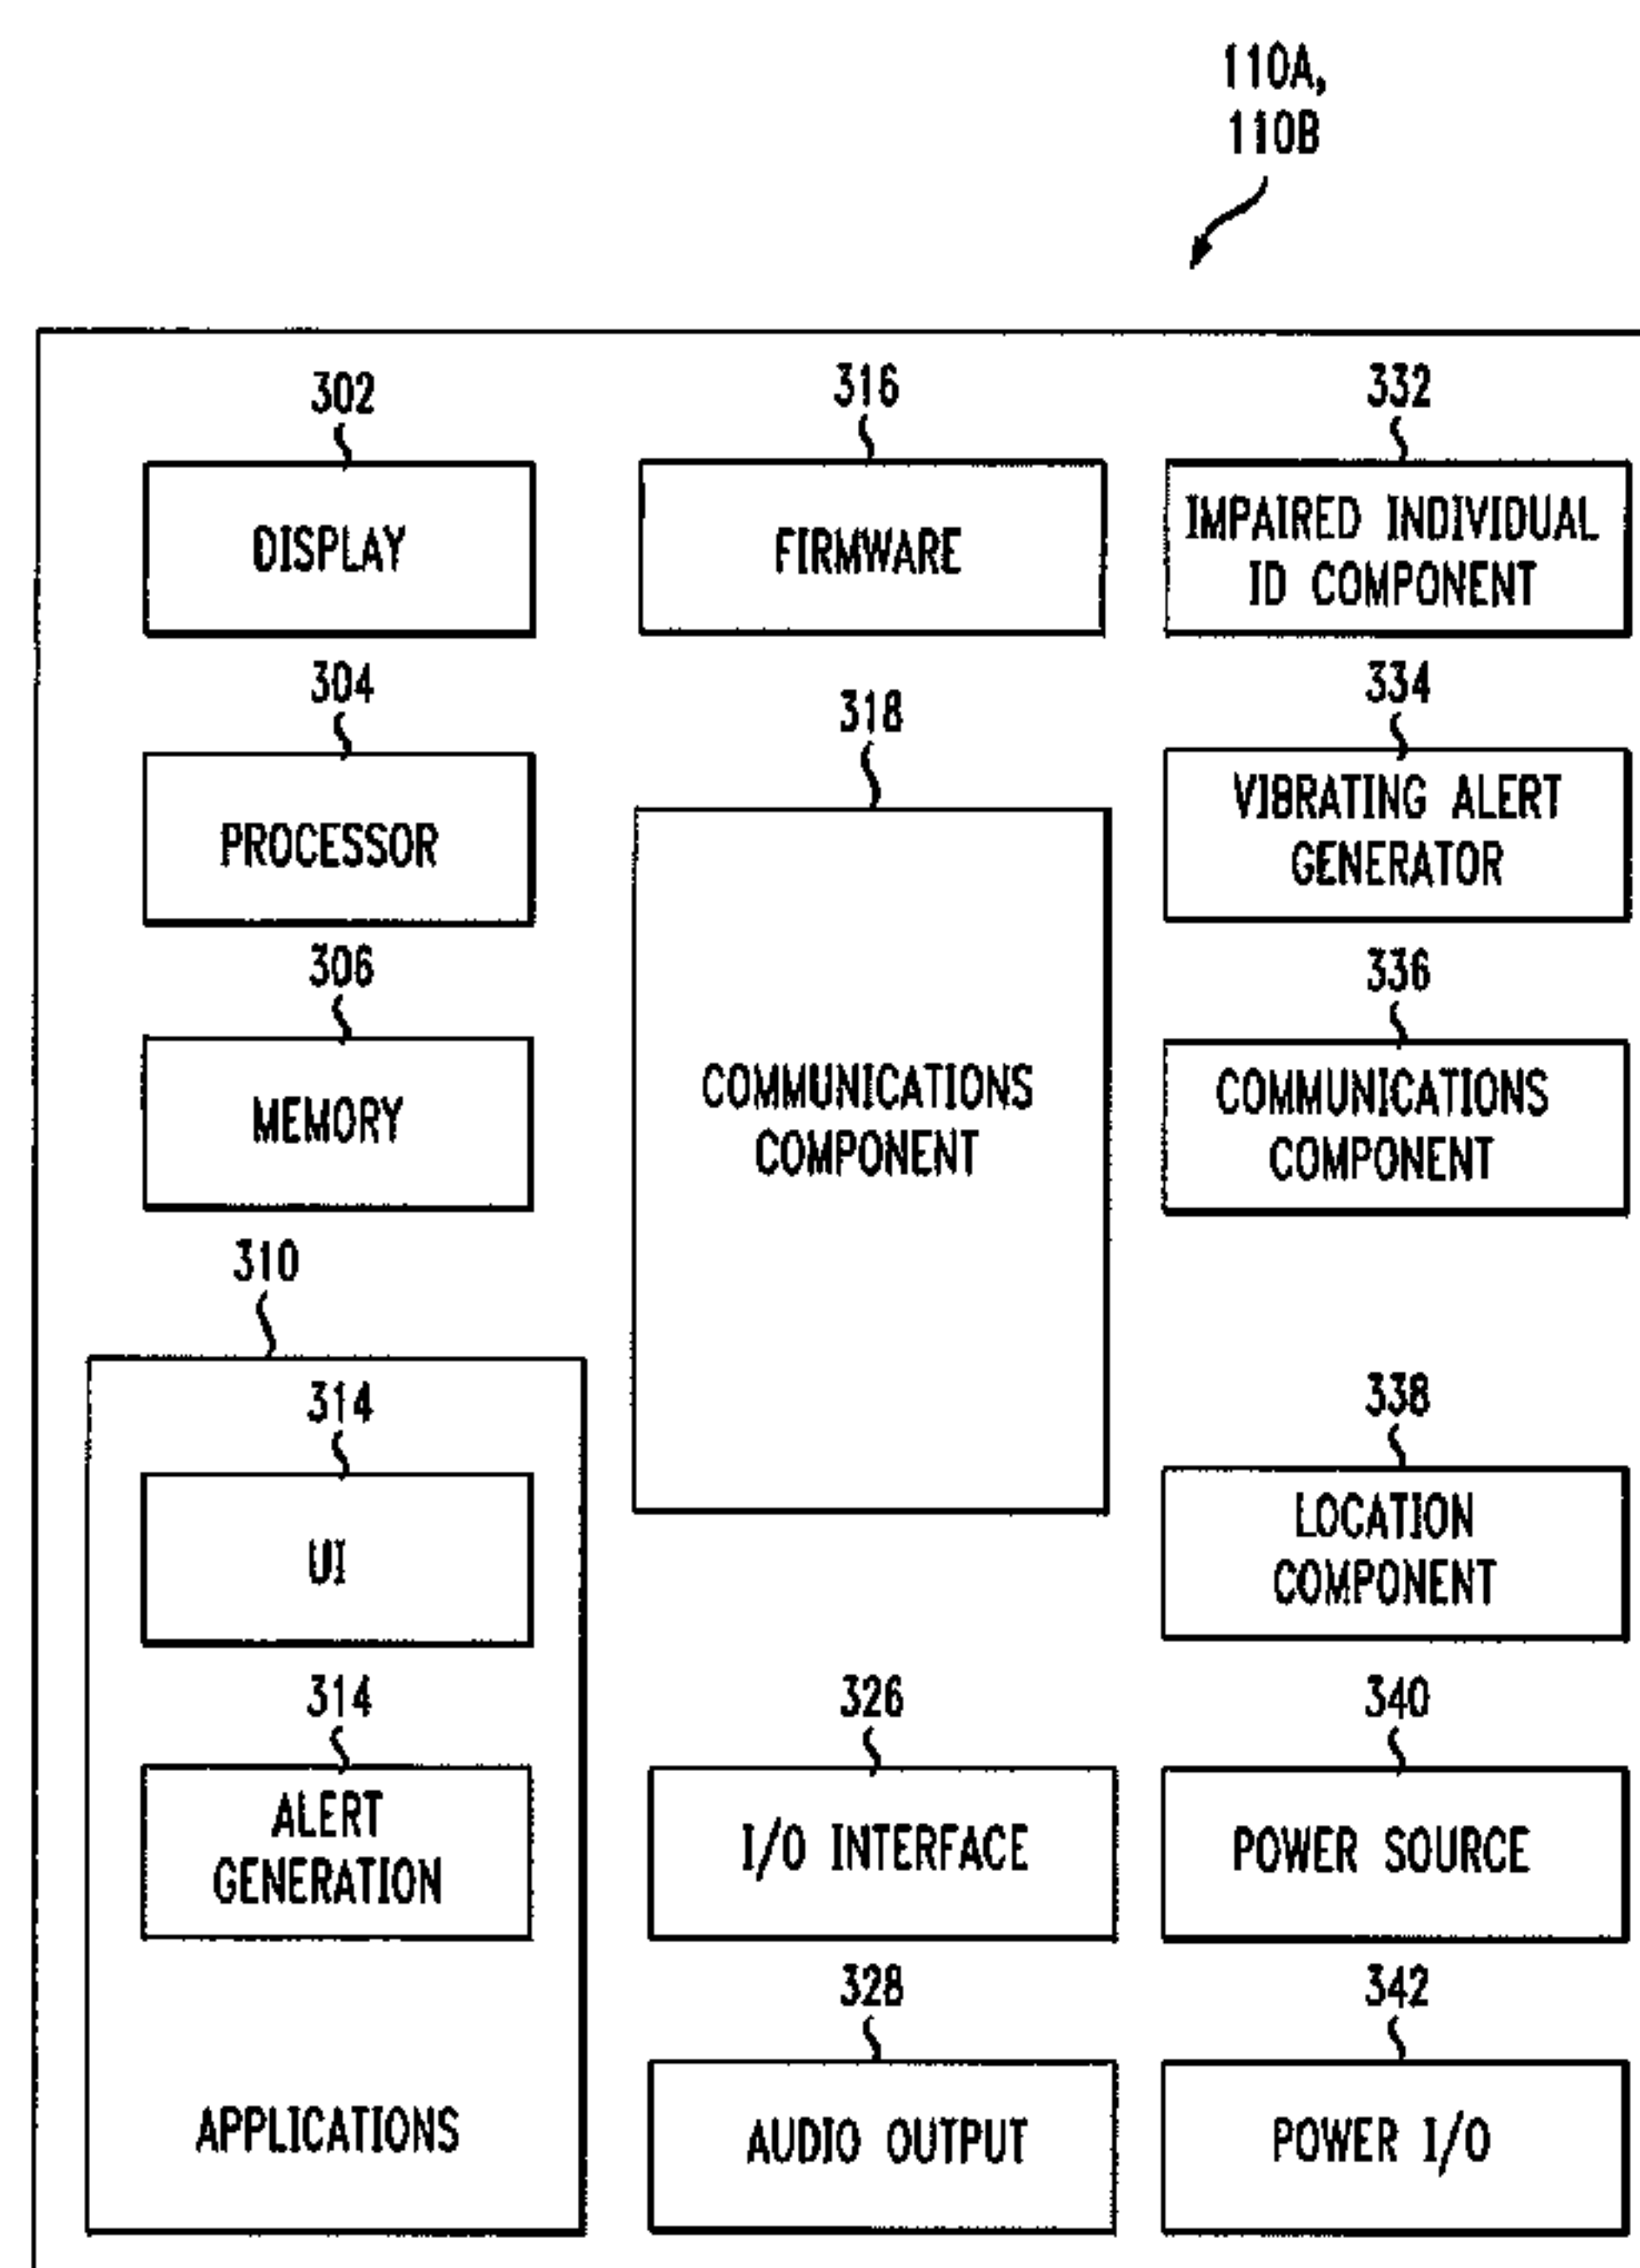 110A,
110B
302
DISPLAY
304
PROCESSOR
306
MEMORY
310
314
UI
314
ALERT
GENERATION
APPLICATIONS
316
FIRMWARE
318
COMMUNICATIONS
COMPONENT
326
I/O INTERFACE
328
AUDIO OUTPUT
332
IMPAIRED INDIVIDUAL
ID COMPONENT
334
VIBRATING ALERT
GENERATOR
336
COMMUNICATIONS
COMPONENT
338
LOCATION
COMPONENT
340
POWER SOURCE
342
POWER I/O